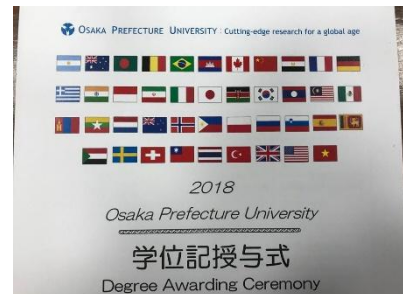 OSAKA PREFECTURE UNIVERSITY : Cutting-edge research for a global age
2018
Osaka Prefecture University
学位記授与式
Degree Awarding Ceremony